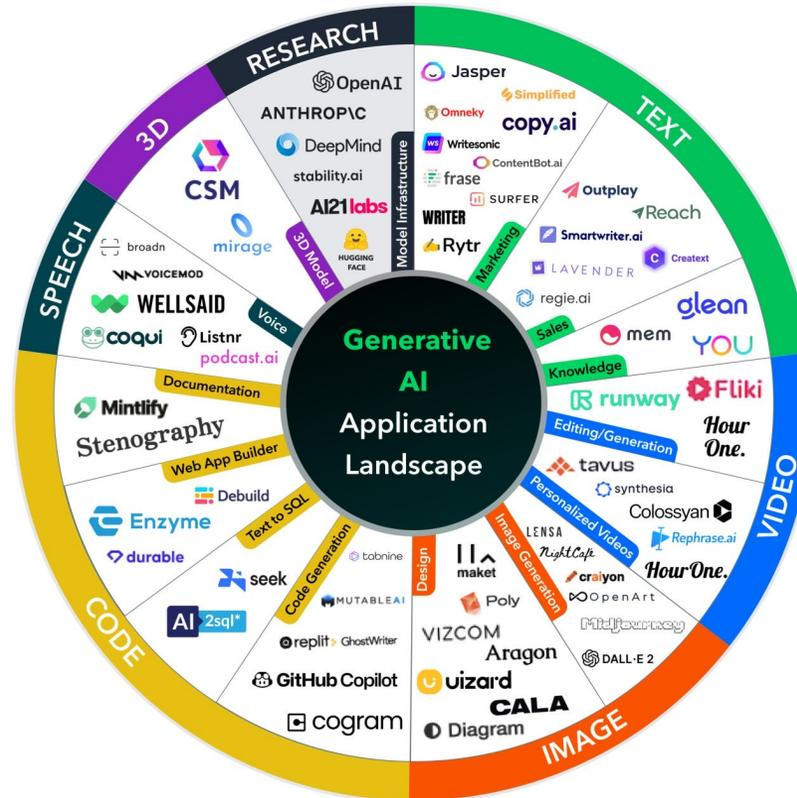 Generative
AI
Application
Landscape
RESEARCH
Model Infrastructure
OpenAI
ANTHROP\C
DeepMind
stability.ai
AI21labs
HUGGING
FACE
TEXT
Marketing
Jasper
Simplified
Omneky
copy.ai
WS Writesonic
ContentBot.ai
frase
SURFER
WRITER
Rytr
Sales
Outplay
Reach
Smartwriter.ai
C Creatext
LAVENDER
regie.ai
Knowledge
glean
mem
YOU
VIDEO
Editing/Generation
runway
Fliki
Hour
One.
Personalized Videos
tavus
synthesia
Colossyan
Rephrase.ai
HourOne.
IMAGE
Image Generation
LENSA
NightCafe
craiyon
OpenArt
Midjourney
DALL·E 2
Design
maket
Poly
VIZCOM
Aragon
uizard
CALA
Diagram
CODE
Code Generation
tabnine
MUTABLEAI
replit GhostWriter
GitHub Copilot
cogram
Text to SQL
seek
AI 2sql*
Web App Builder
Debuild
Enzyme
durable
Documentation
Mintlify
Stenography
SPEECH
Voice
broadn
VOICEMOD
WELLSAID
coqui
Listnr
podcast.ai
3D
3D Model
CSM
mirage